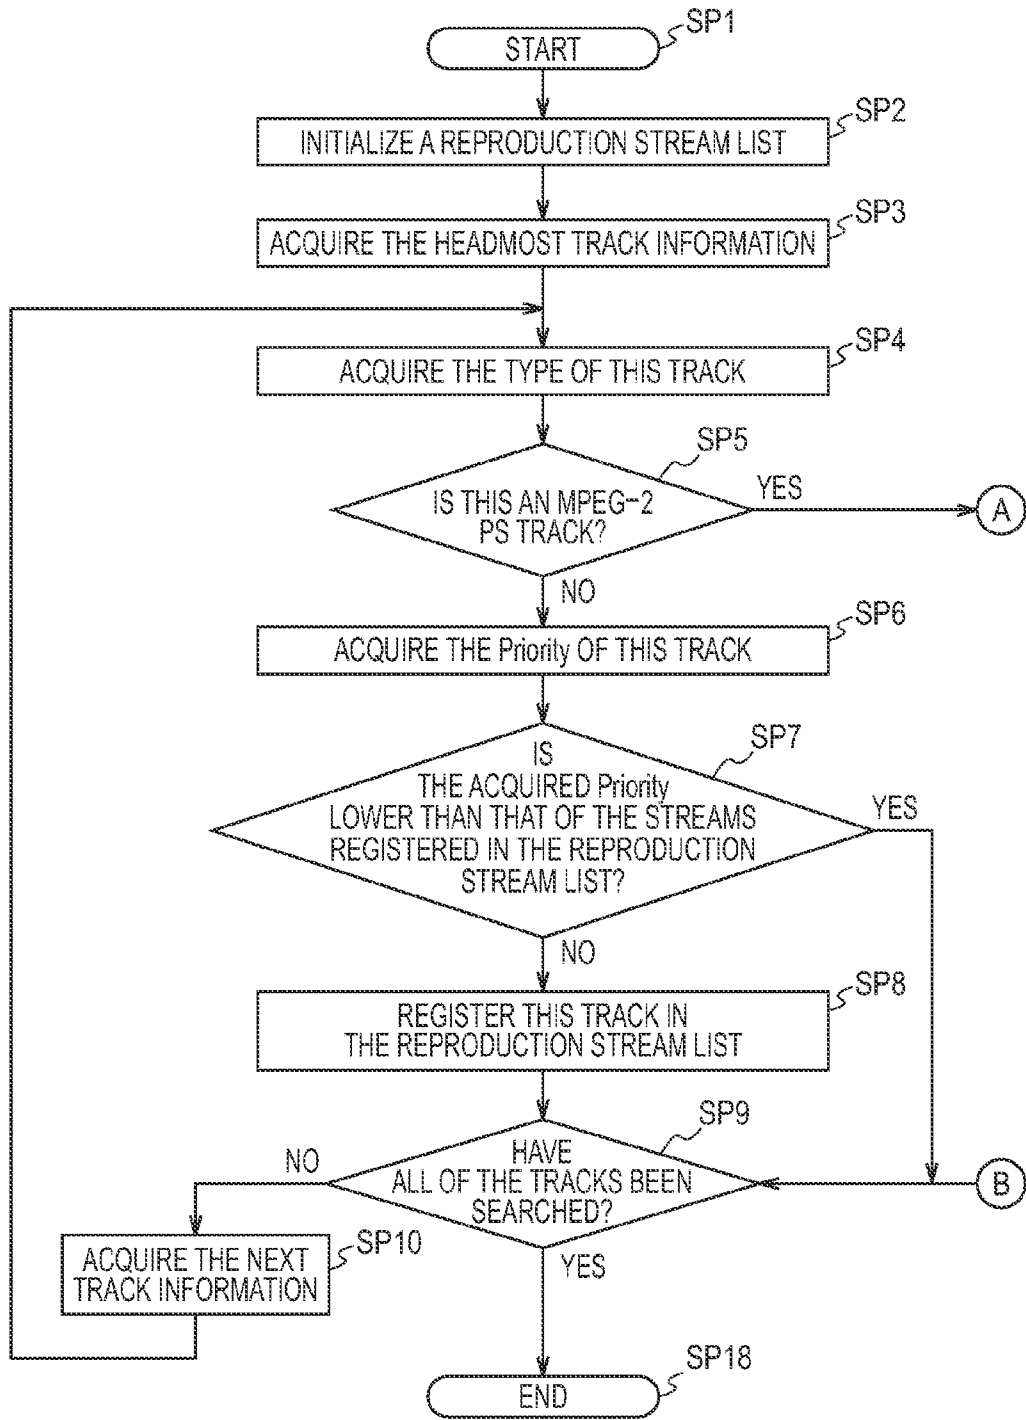 SP1
START
SP2
INITIALIZE A REPRODUCTION STREAM LIST
SP3
ACQUIRE THE HEADMOST TRACK INFORMATION
SP4
ACQUIRE THE TYPE OF THIS TRACK
SP5
IS THIS AN MPEG-2
PS TRACK?
YES
A
NO
SP6
ACQUIRE THE Priority OF THIS TRACK
SP7
IS
THE ACQUIRED Priority
LOWER THAN THAT OF THE STREAMS
REGISTERED IN THE REPRODUCTION
STREAM LIST?
YES
NO
SP8
REGISTER THIS TRACK IN
THE REPRODUCTION STREAM LIST
SP9
HAVE
ALL OF THE TRACKS BEEN
SEARCHED?
NO
B
SP10
ACQUIRE THE NEXT
TRACK INFORMATION
YES
SP18
END